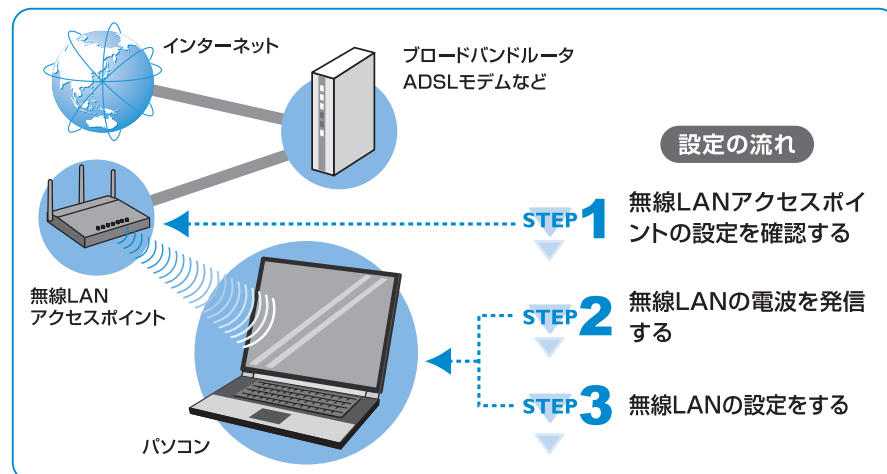 インターネット
ブロードバンドルータ
ADSLモデムなど
設定の流れ
STEP1
無線LANアクセスポイ
ントの設定を確認する
無線LAN
アクセスポイント
STEP2
無線LANの電波を発信
する
STEP3
無線LANの設定をする
パソコン